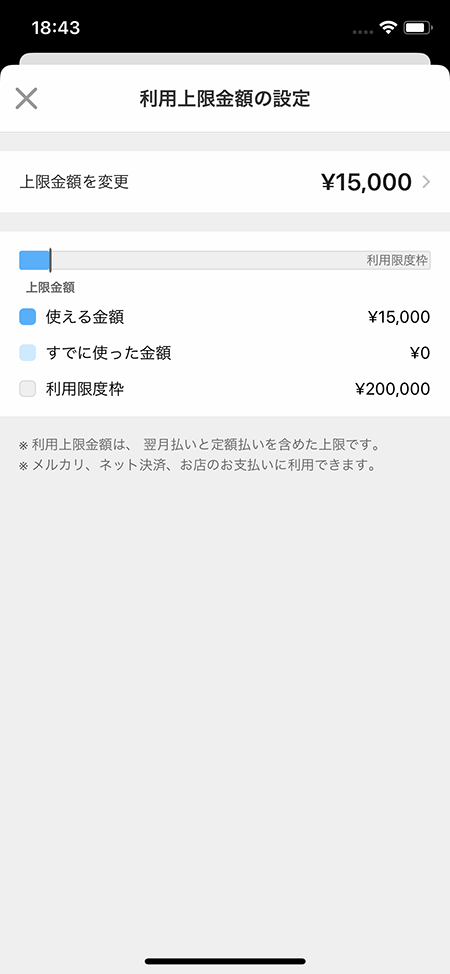 18:43
利用上限金額の設定
上限金額を変更 ¥15,000
利用限度枠
上限金額
使える金額 ¥15,000
すでに使った金額 ¥0
利用限度枠 ¥200,000
※ 利用上限金額は、 翌月払いと定額払いを含めた上限です。
※ メルカリ、ネット決済、お店のお支払いに利用できます。